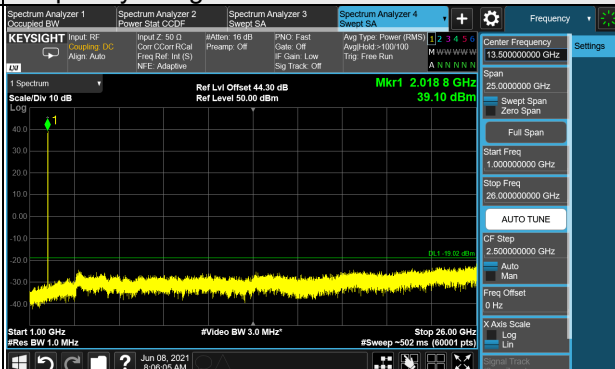 Spectrum Analyzer 1
Occupied BW
Spectrum Analyzer 2
Power Stat CCDF
Spectrum Analyzer 3
Swept SA
Spectrum Analyzer 4
Swept SA
Frequency
KEYSIGHT
Input: RF
Coupling: DC
Align: Auto
Input Z: 50 Ω
Corr CCorr RCal
Freq Ref: Int (S)
NFE: Adaptive
#Atten: 16 dB
Preamp: Off
PNO: Fast
Gate: Off
IF Gain: Low
Sig Track: Off
Avg Type: Power (RMS)
Avg|Hold:>100/100
Trig: Free Run
1 2 3 4 5 6
M W W W W W
A N N N N N
LXI
1 Spectrum
Scale/Div 10 dB
Log
Ref Lvl Offset 44.30 dB
Ref Level 50.00 dBm
Mkr1 2.018 8 GHz
39.10 dBm
1
40.0
30.0
20.0
10.0
0.00
-10.0
-20.0
-30.0
-40.0
DL1 -19.02 dBm
Start 1.00 GHz
#Res BW 1.0 MHz
#Video BW 3.0 MHz*
Stop 26.00 GHz
#Sweep ~502 ms (60001 pts)
Jun 08, 2021
8:06:05 AM
Center Frequency
13.500000000 GHz
Settings
Span
25.0000000 GHz
Swept Span
Zero Span
Full Span
Start Freq
1.000000000 GHz
Stop Freq
26.000000000 GHz
AUTO TUNE
CF Step
2.500000000 GHz
Auto
Man
Freq Offset
0 Hz
X Axis Scale
Log
Lin
Signal Track